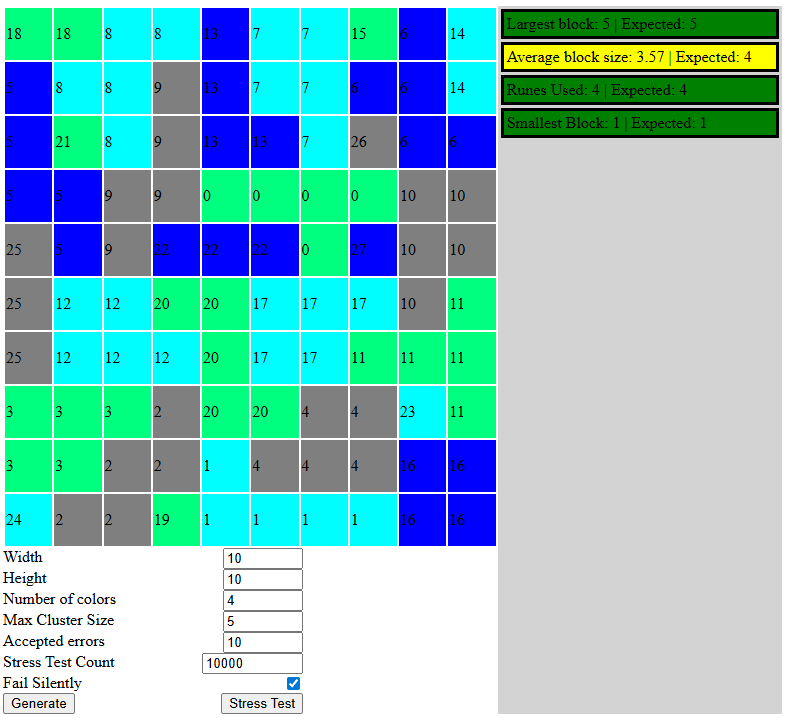 18 18 8 8 13 7 7 15 6 14
5 8 8 9 13 7 7 6 6 14
5 21 8 9 13 13 7 26 6 6
5 5 9 9 0 0 0 0 10 10
25 5 9 22 22 22 0 27 10 10
25 12 12 20 20 17 17 17 10 11
25 12 12 12 20 17 17 11 11 11
3 3 3 2 20 20 4 4 23 11
3 3 2 2 1 4 4 4 16 16
24 2 2 19 1 1 1 1 16 16
Width 10
Height 10
Number of colors 4
Max Cluster Size 5
Accepted errors 10
Stress Test Count 10000
Fail Silently
Generate Stress Test
Largest block: 5 | Expected: 5
Average block size: 3.57 | Expected: 4
Runes Used: 4 | Expected: 4
Smallest Block: 1 | Expected: 1